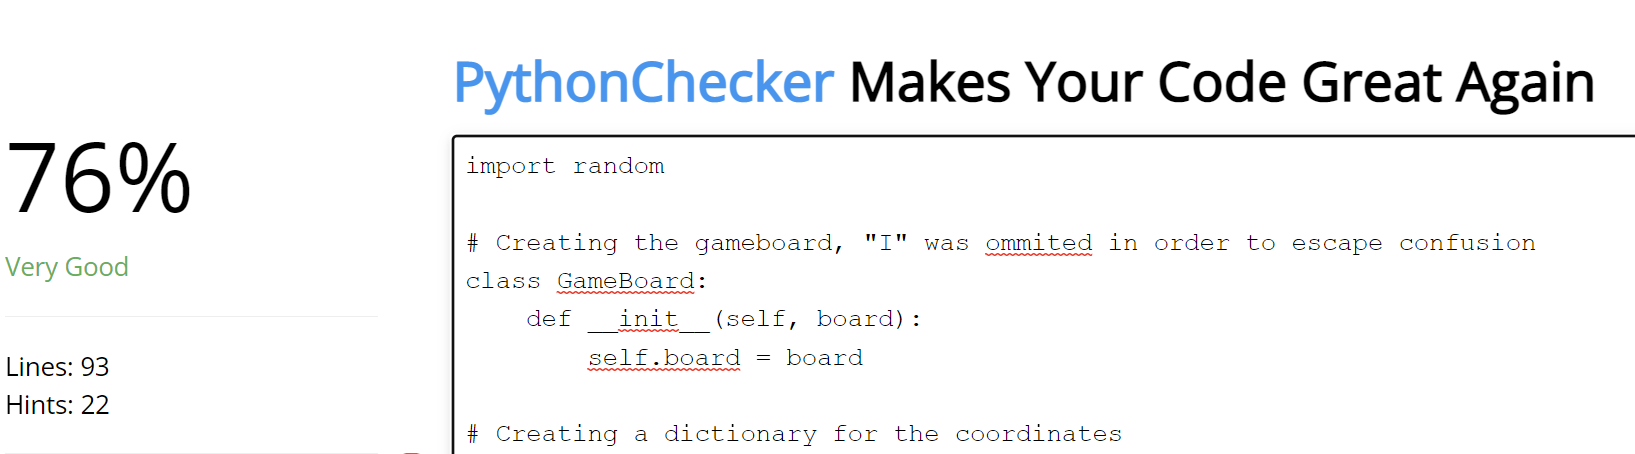 PythonChecker Makes Your Code Great Again
76%
Very Good
Lines: 93
Hints: 22
import random
# Creating the gameboard, "I" was ommited in order to escape confusion
class GameBoard:
    def __init__(self, board):
        self.board = board
# Creating a dictionary for the coordinates